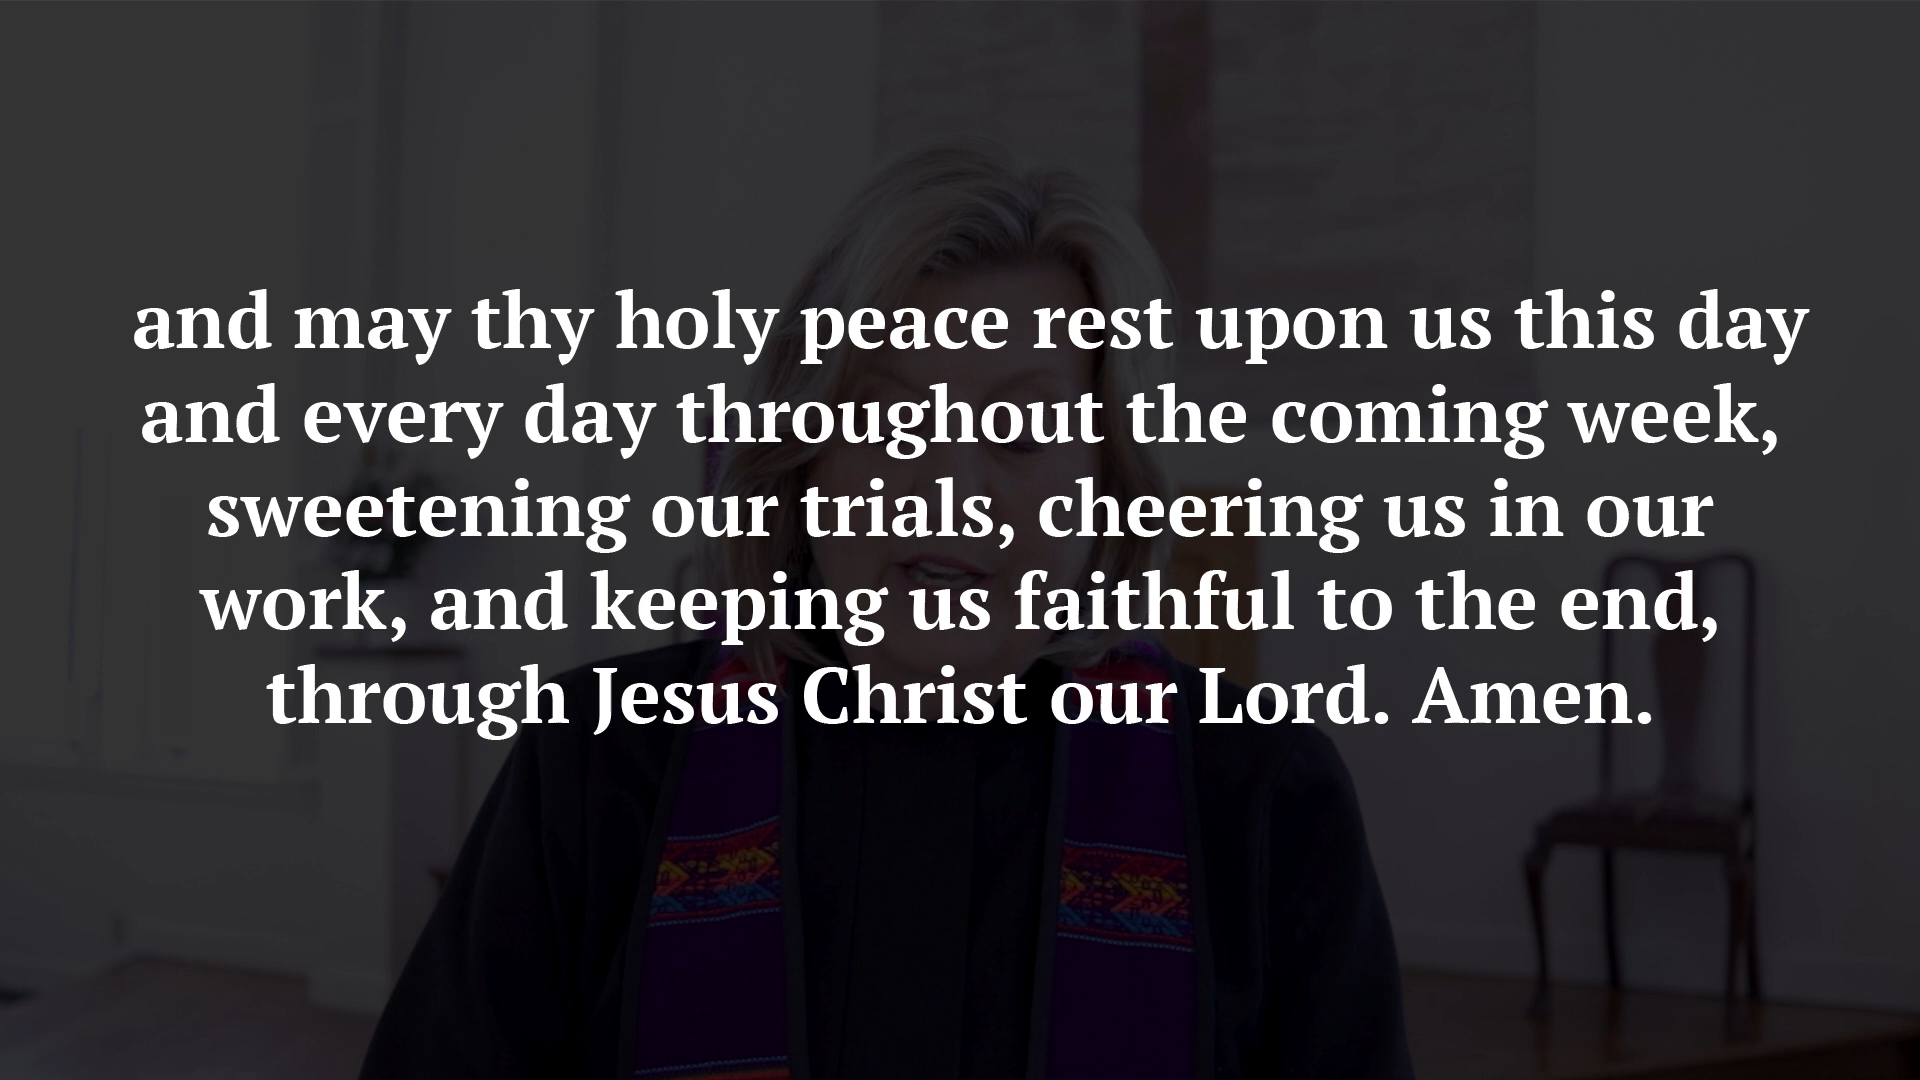 and may thy holy peace rest upon us this day
and every day throughout the coming week,
sweetening our trials, cheering us in our
work, and keeping us faithful to the end,
through Jesus Christ our Lord. Amen.